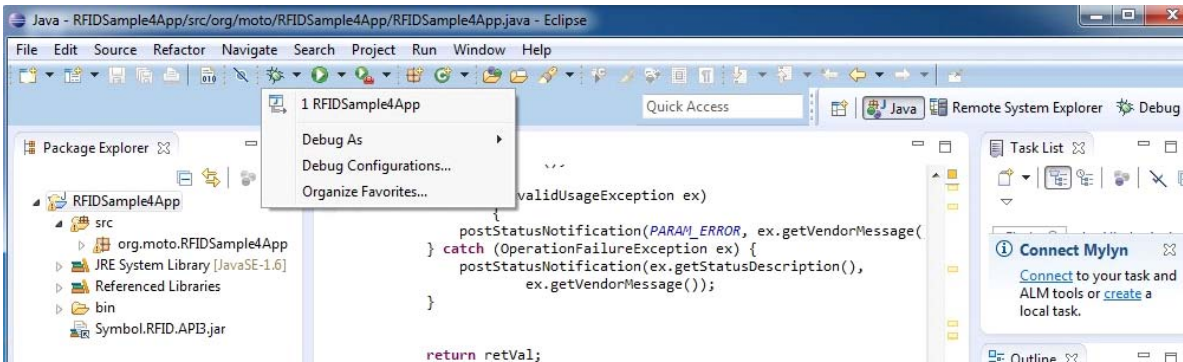 Java - RFIDSample4App/src/org/moto/RFIDSample4App/RFIDSample4App.java - Eclipse
File Edit Source Refactor Navigate Search Project Run Window Help
1 RFIDSample4App
Debug As
Debug Configurations...
Organize Favorites...
Quick Access
Java
Remote System Explorer
Debug
Package Explorer
RFIDSample4App
src
org.moto.RFIDSample4App
JRE System Library [JavaSE-1.6]
Referenced Libraries
bin
Symbol.RFID.API3.jar
validUsageException ex)
{
postStatusNotification(PARAM_ERROR, ex.getVendorMessage(
} catch (OperationFailureException ex) {
postStatusNotification(ex.getStatusDescription(),
ex.getVendorMessage());
}
return retVal;
Task List
Connect Mylyn
Connect to your task and
ALM tools or create a
local task.
Outline